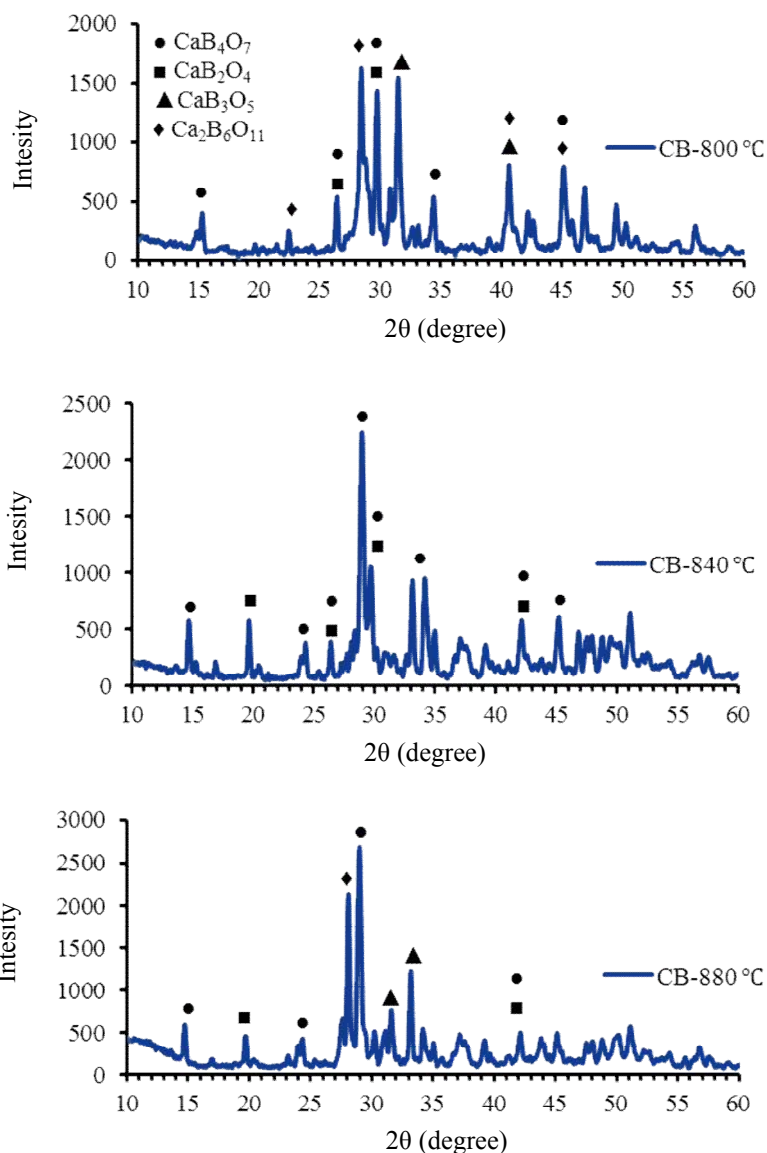 2000
1500
1000
500
0
Intesity
● CaB₄O₇
■ CaB₂O₄
▲ CaB₃O₅
♦ Ca₂B₆O₁₁
CB-800 °C
10 15 20 25 30 35 40 45 50 55 60
2θ (degree)
2500
2000
1500
1000
500
0
Intesity
CB-840 °C
10 15 20 25 30 35 40 45 50 55 60
2θ (degree)
3000
2500
2000
1500
1000
500
0
Intesity
CB-880 °C
10 15 20 25 30 35 40 45 50 55 60
2θ (degree)